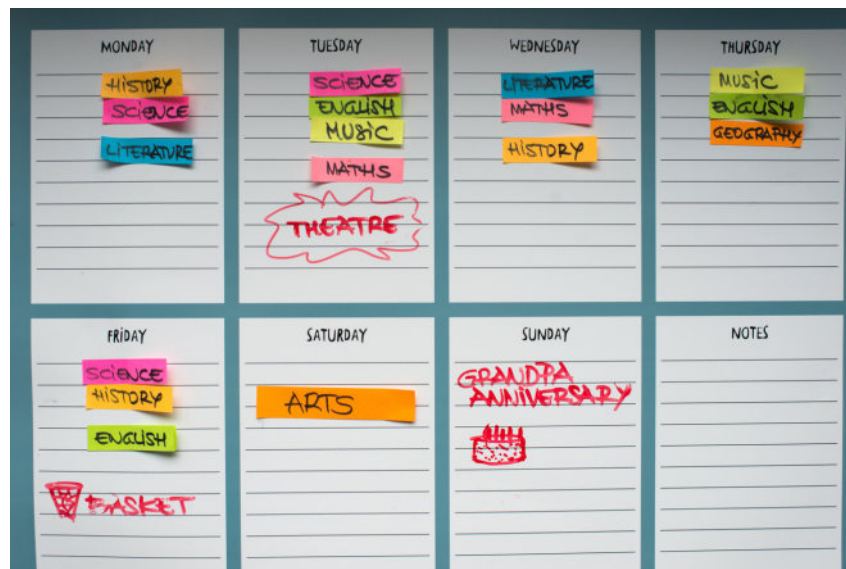 MONDAY
HISTORY
SCIENCE
LITERATURE
TUESDAY
SCIENCE
ENGLISH
MUSIC
MATHS
THEATRE
WEDNESDAY
LITERATURE
MATHS
HISTORY
THURSDAY
MUSIC
ENGLISH
GEOGRAPHY
FRIDAY
SCIENCE
HISTORY
ENGLISH
BASKET
SATURDAY
ARTS
SUNDAY
GRANDPA
ANNIVERSARY
NOTES